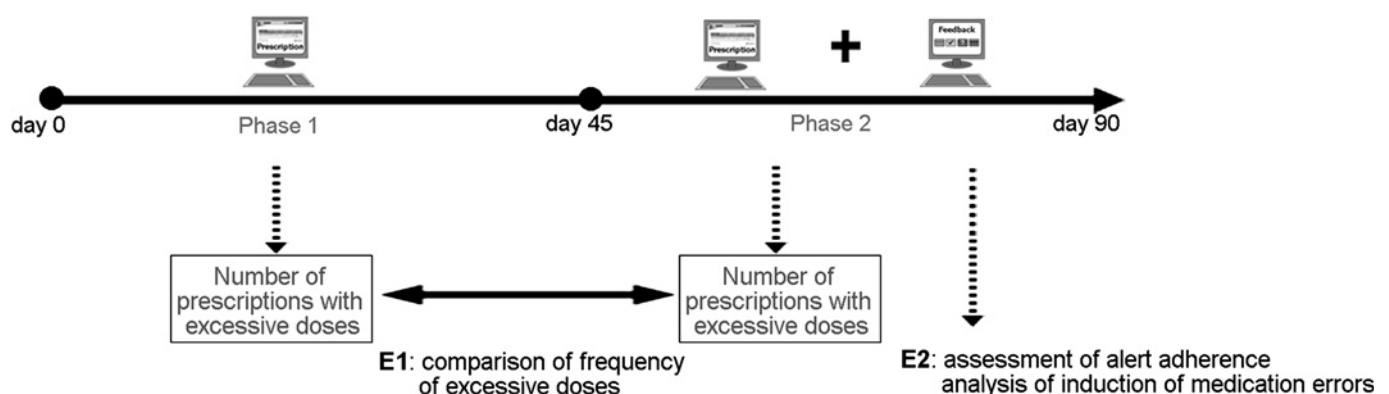 Prescription
Prescription
Feedback
+
day 0
Phase 1
day 45
Phase 2
day 90
Number of
prescriptions with
excessive doses
Number of
prescriptions with
excessive doses
E1: comparison of frequency
of excessive doses
E2: assessment of alert adherence
analysis of induction of medication errors